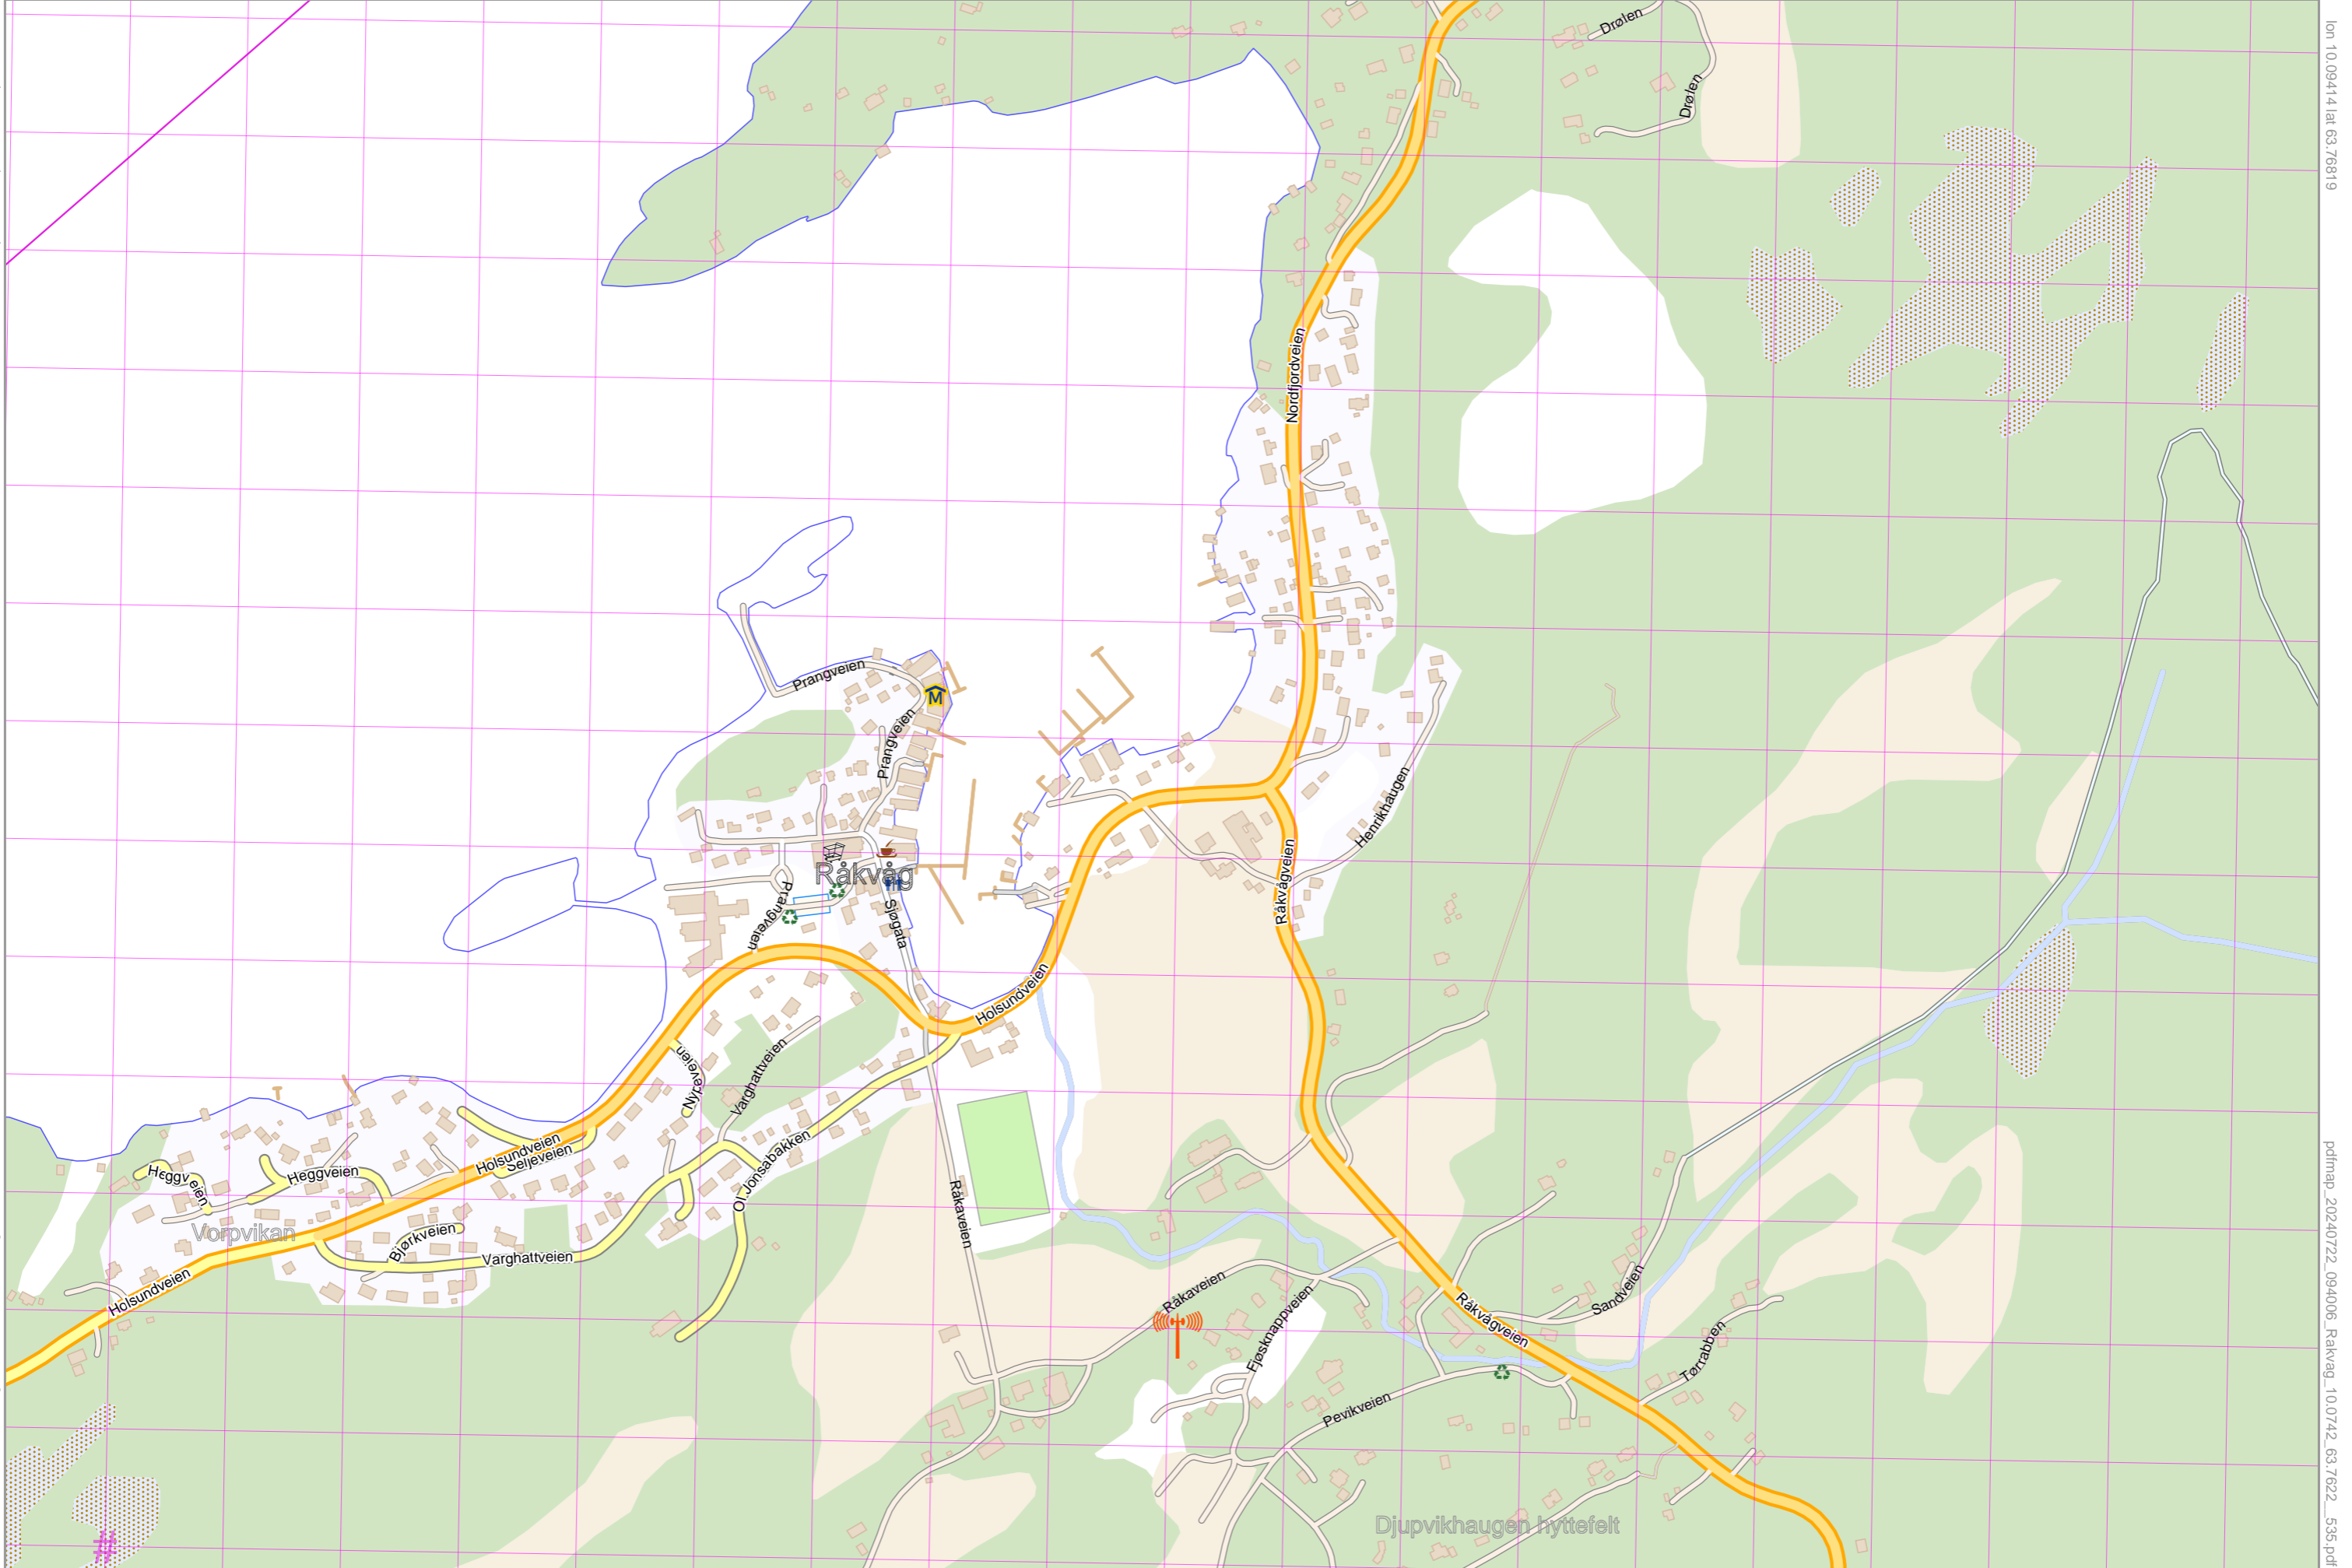 Drølen
Drølen
lon 10.09414 lat 63.76819
Nordfjordveien
Prangveien
M
Prangveien
Henrikhaugen
Råkvåg
Prangveien
Sjøgata
Råkvågveien
Holsundveien
Nyrjeveien
Varghattveien
Ol Jonsabakken
Holsundveien
Seljeveien
Heggveien
Heggveien
Råkaveien
Vorpvikan
Bjørkveien
Varghattveien
Holsundveien
Råkaveien
Fjøsknappveien
Sandveien
Råkvågveien
Tørrabben
Pevikveien
Djupvikhaugen hyttefelt
#
pdfmap_20240722_094006_Rakvag_10.0742_63.7622__535.pdf